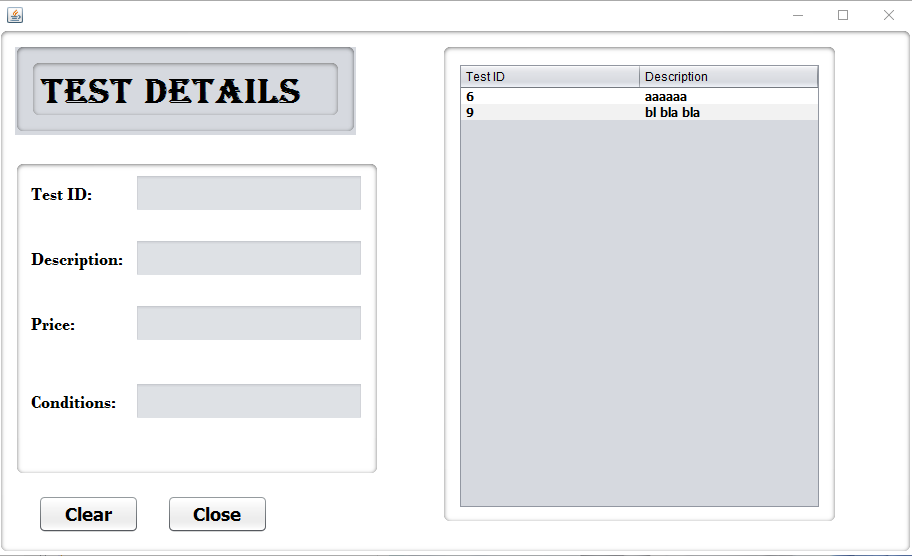 TEST DETAILS
Test ID:
Description:
Price:
Conditions:
Clear Close
Test ID Description
6 aaaaaa
9 bl bla bla